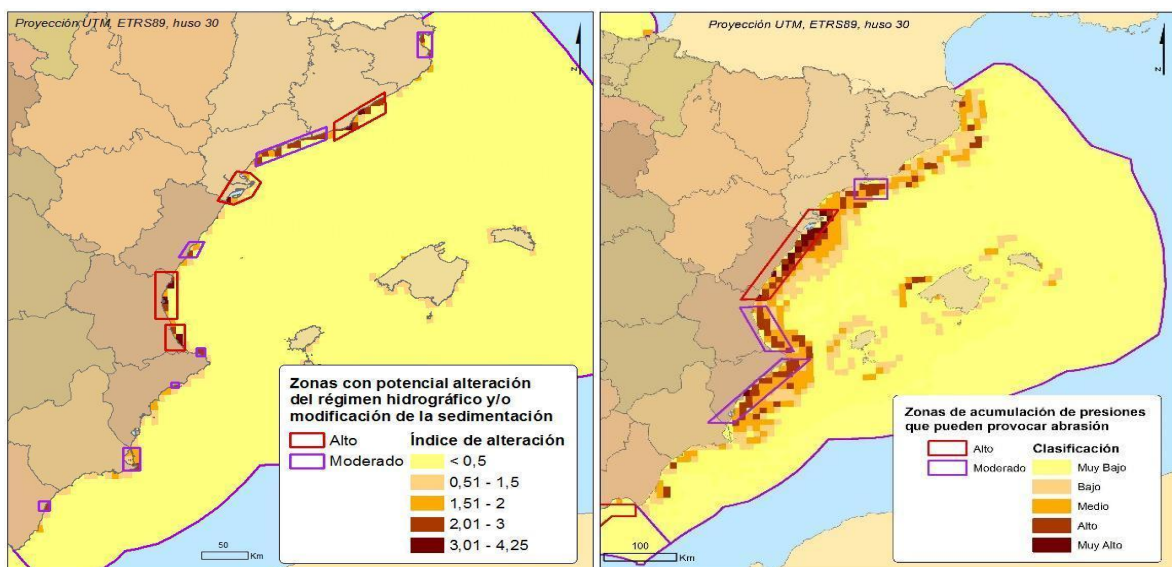 Proyección UTM, ETRS89, huso 30
Z
Zonas con potencial alteración
del régimen hidrográfico y/o
modificación de la sedimentación
Alto
Moderado
Índice de alteración
< 0,5
0,51 - 1,5
1,51 - 2
2,01 - 3
3,01 - 4,25
50
Km
Proyección UTM, ETRS89, huso 30
Z
Zonas de acumulación de presiones
que pueden provocar abrasión
Alto
Moderado
Clasificación
Muy Bajo
Bajo
Medio
Alto
Muy Alto
100
Km